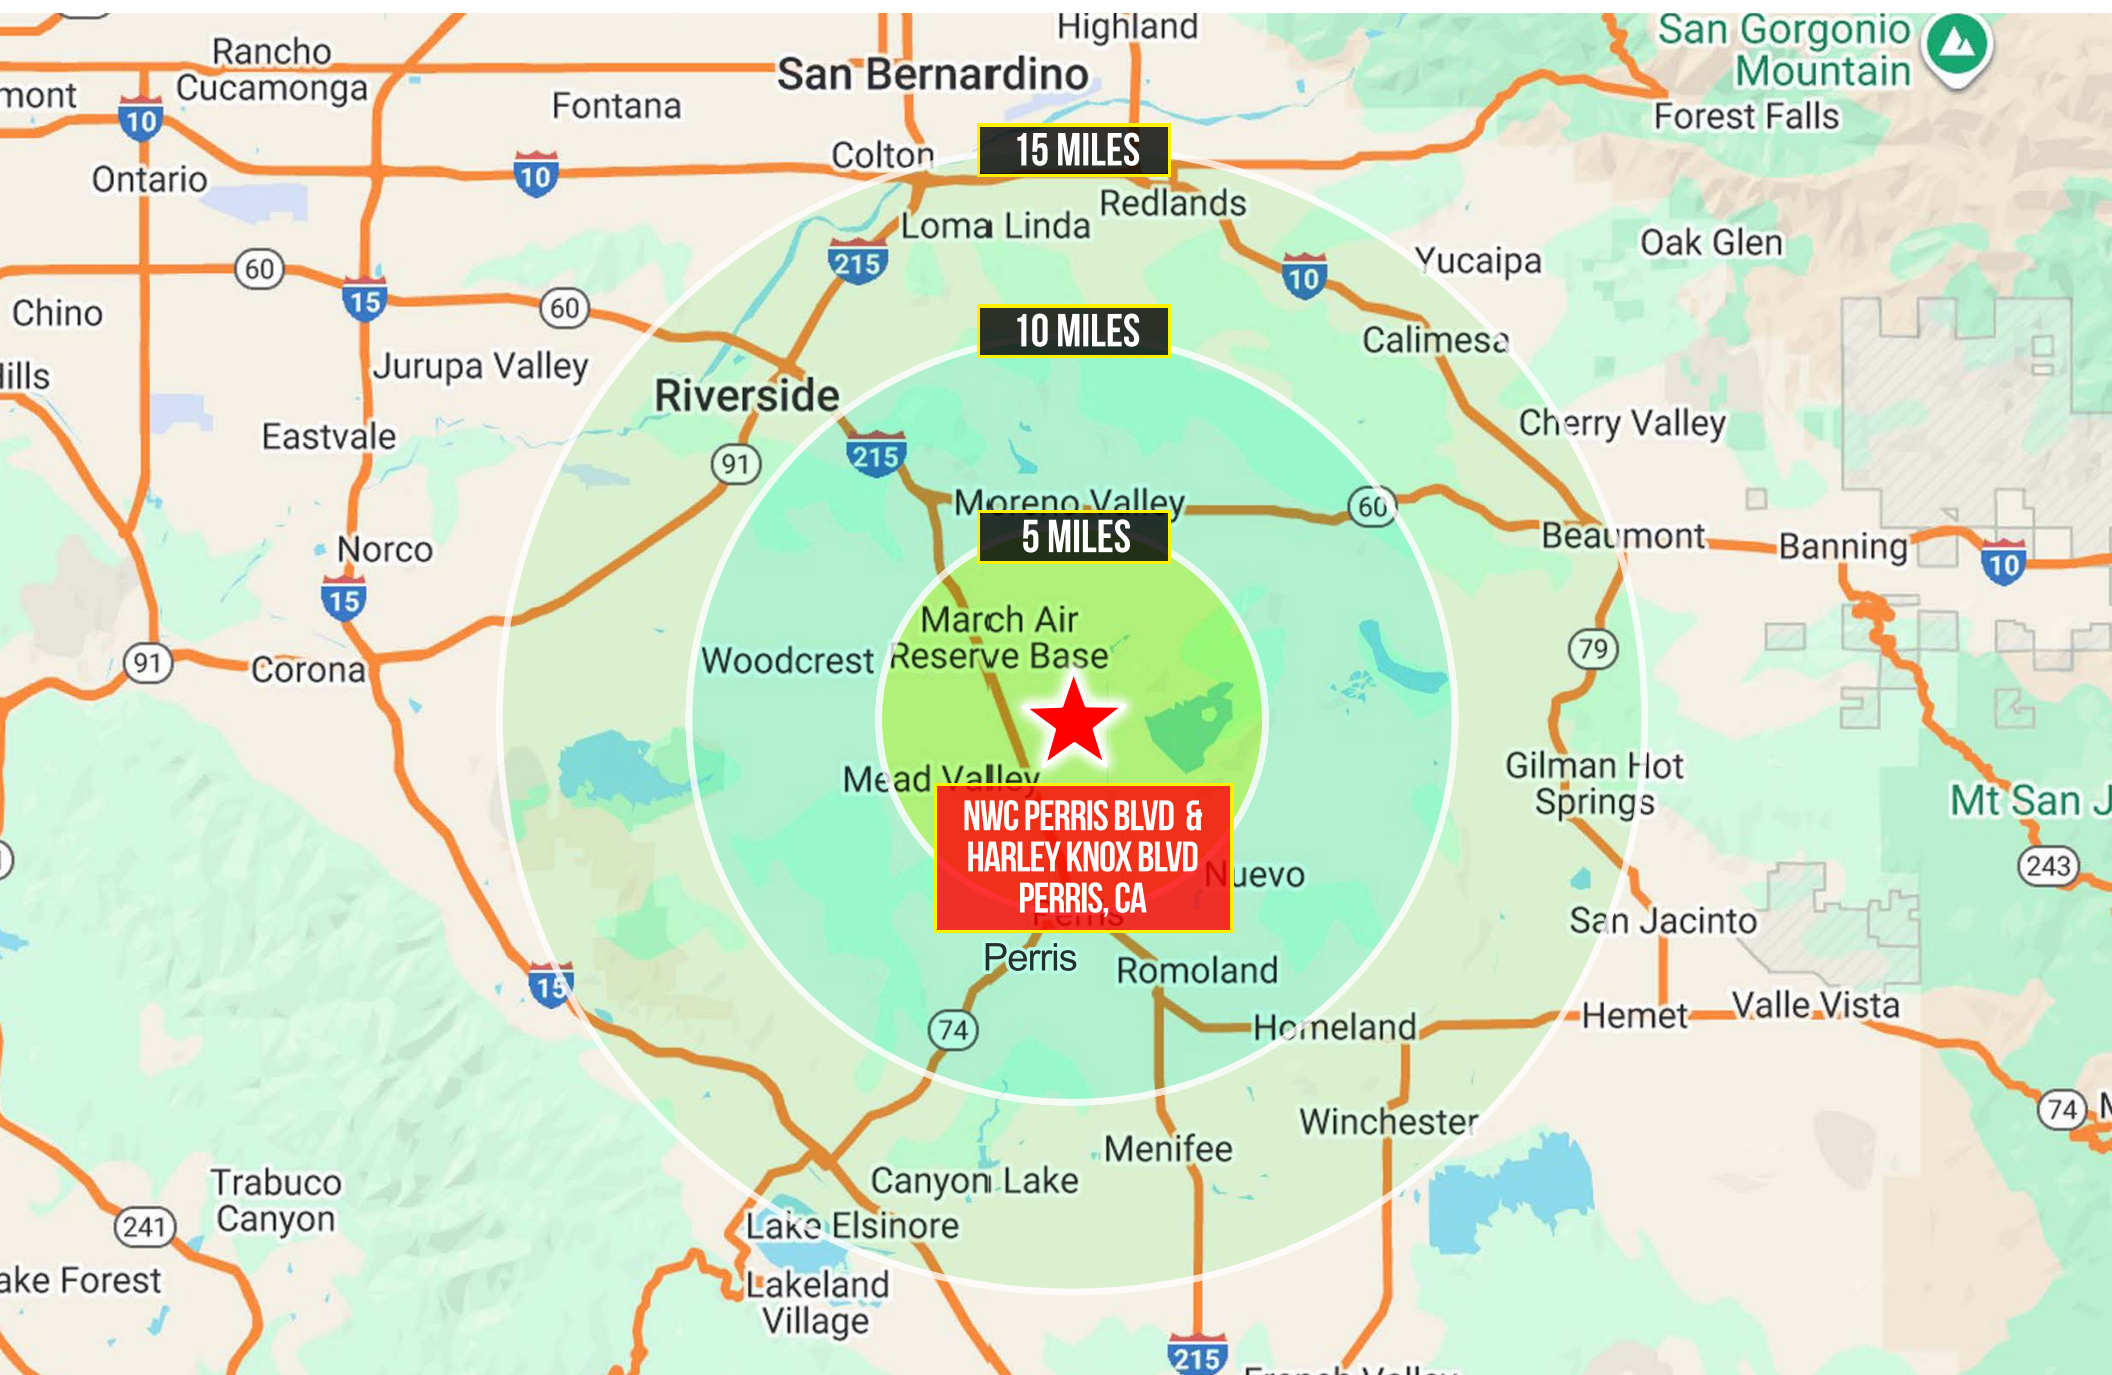 Highland
San Gorgonio
Mountain
Rancho
Cucamonga
San Bernardino
mont
10
Fontana
Forest Falls
15 MILES
Colton
10
Ontario
Redlands
Loma Linda
Oak Glen
215
Yucaipa
60
10
15
60
Chino
10 MILES
Calimesa
Jurupa Valley
ills
Riverside
Cherry Valley
Eastvale
215
91
Moreno Valley
60
5 MILES
Beaumont
Banning
Norco
10
15
March Air
Reserve Base
79
Woodcrest
91
Corona
Gilman Hot
Springs
Mead Valley
Mt San J
NWC PERRIS BLVD &
HARLEY KNOX BLVD
PERRIS, CA
243
Nuevo
Perris
San Jacinto
Perris
Romoland
15
Valle Vista
Hemet
74
Homeland
74
M
Winchester
Menifee
Trabuco
Canyon
Canyon Lake
241
Lake Elsinore
ake Forest
Lakeland
Village
215
French Valley